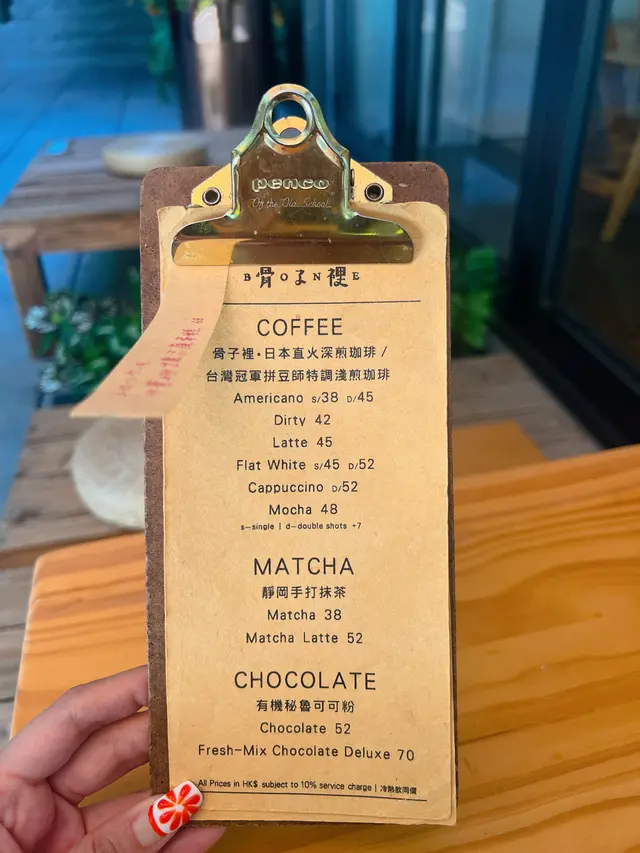 penco
Off the Old School
B骨O子N裡E
COFFEE
骨子裡•日本直火深煎珈琲 /
台灣冠軍拼豆師特調淺煎珈琲
Americano s/38 D/45
Dirty 42
Latte 45
Flat White s/45 D/52
Cappuccino D/52
Mocha 48
s-single | d-double shots +7
MATCHA
靜岡手打抹茶
Matcha 38
Matcha Latte 52
CHOCOLATE
有機秘魯可可粉
Chocolate 52
Fresh-Mix Chocolate Deluxe 70
All Prices in HK$ subject to 10% service charge | 冷熱飲同價